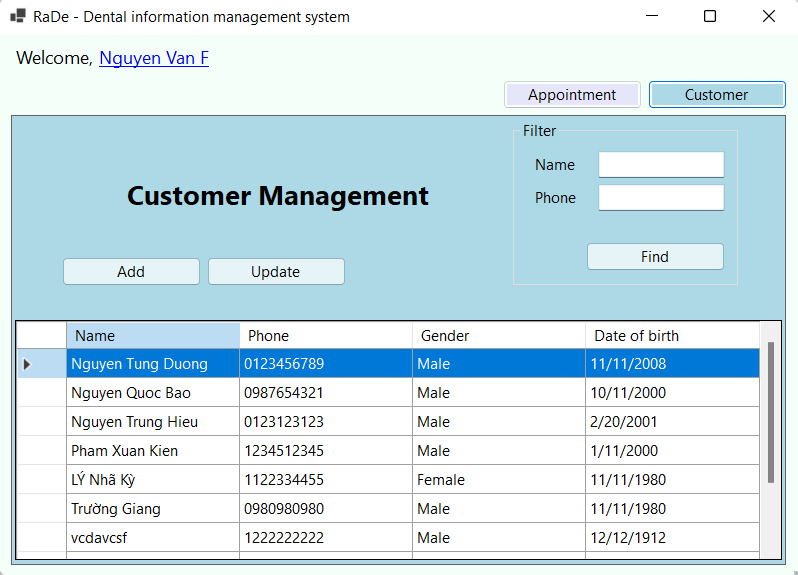 RaDe - Dental information management system
Welcome, Nguyen Van F
Appointment Customer
Filter
Name
Phone
Find
Customer Management
Add Update
Name Phone Gender Date of birth
Nguyen Tung Duong 0123456789 Male 11/11/2008
Nguyen Quoc Bao 0987654321 Male 10/11/2000
Nguyen Trung Hieu 0123123123 Male 2/20/2001
Pham Xuan Kien 1234512345 Male 1/11/2000
LÝ Nhã Kỳ 1122334455 Female 11/11/1980
Trường Giang 0980980980 Male 11/11/1980
vcdavcsf 1222222222 Male 12/12/1912